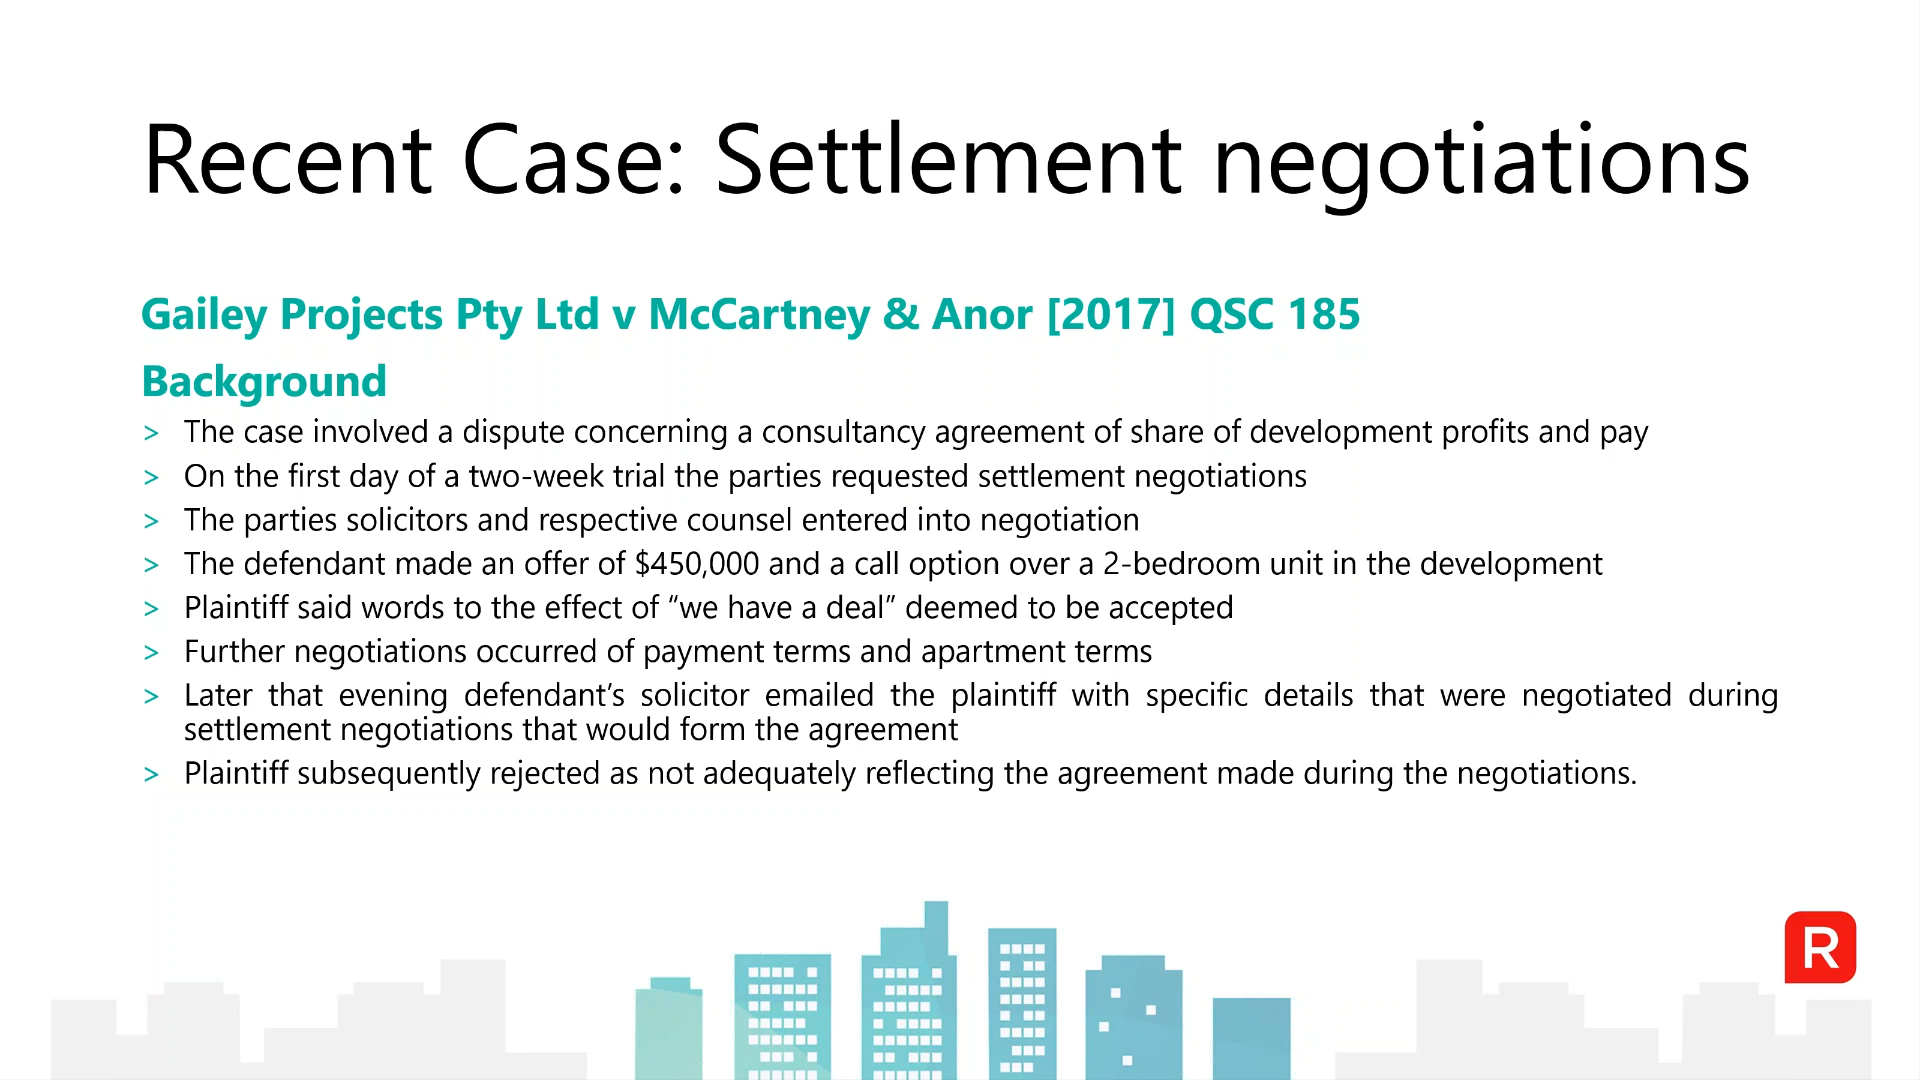 Recent Case: Settlement negotiations
Gailey Projects Pty Ltd v McCartney & Anor [2017] QSC 185
Background
> The case involved a dispute concerning a consultancy agreement of share of development profits and pay
> On the first day of a two-week trial the parties requested settlement negotiations
> The parties solicitors and respective counsel entered into negotiation
> The defendant made an offer of $450,000 and a call option over a 2-bedroom unit in the development
> Plaintiff said words to the effect of “we have a deal” deemed to be accepted
> Further negotiations occurred of payment terms and apartment terms
> Later that evening defendant’s solicitor emailed the plaintiff with specific details that were negotiated during
settlement negotiations that would form the agreement
> Plaintiff subsequently rejected as not adequately reflecting the agreement made during the negotiations.
R